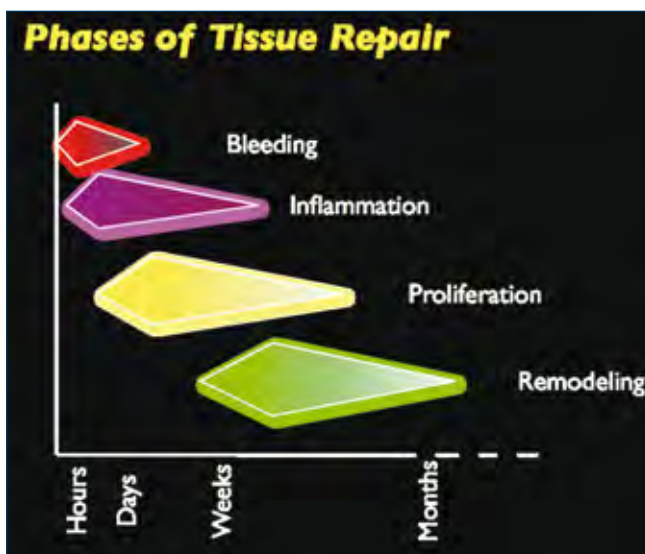 Phases of Tissue Repair
Bleeding
Inflammation
Proliferation
Remodeling
Hours
Days
Weeks
Months